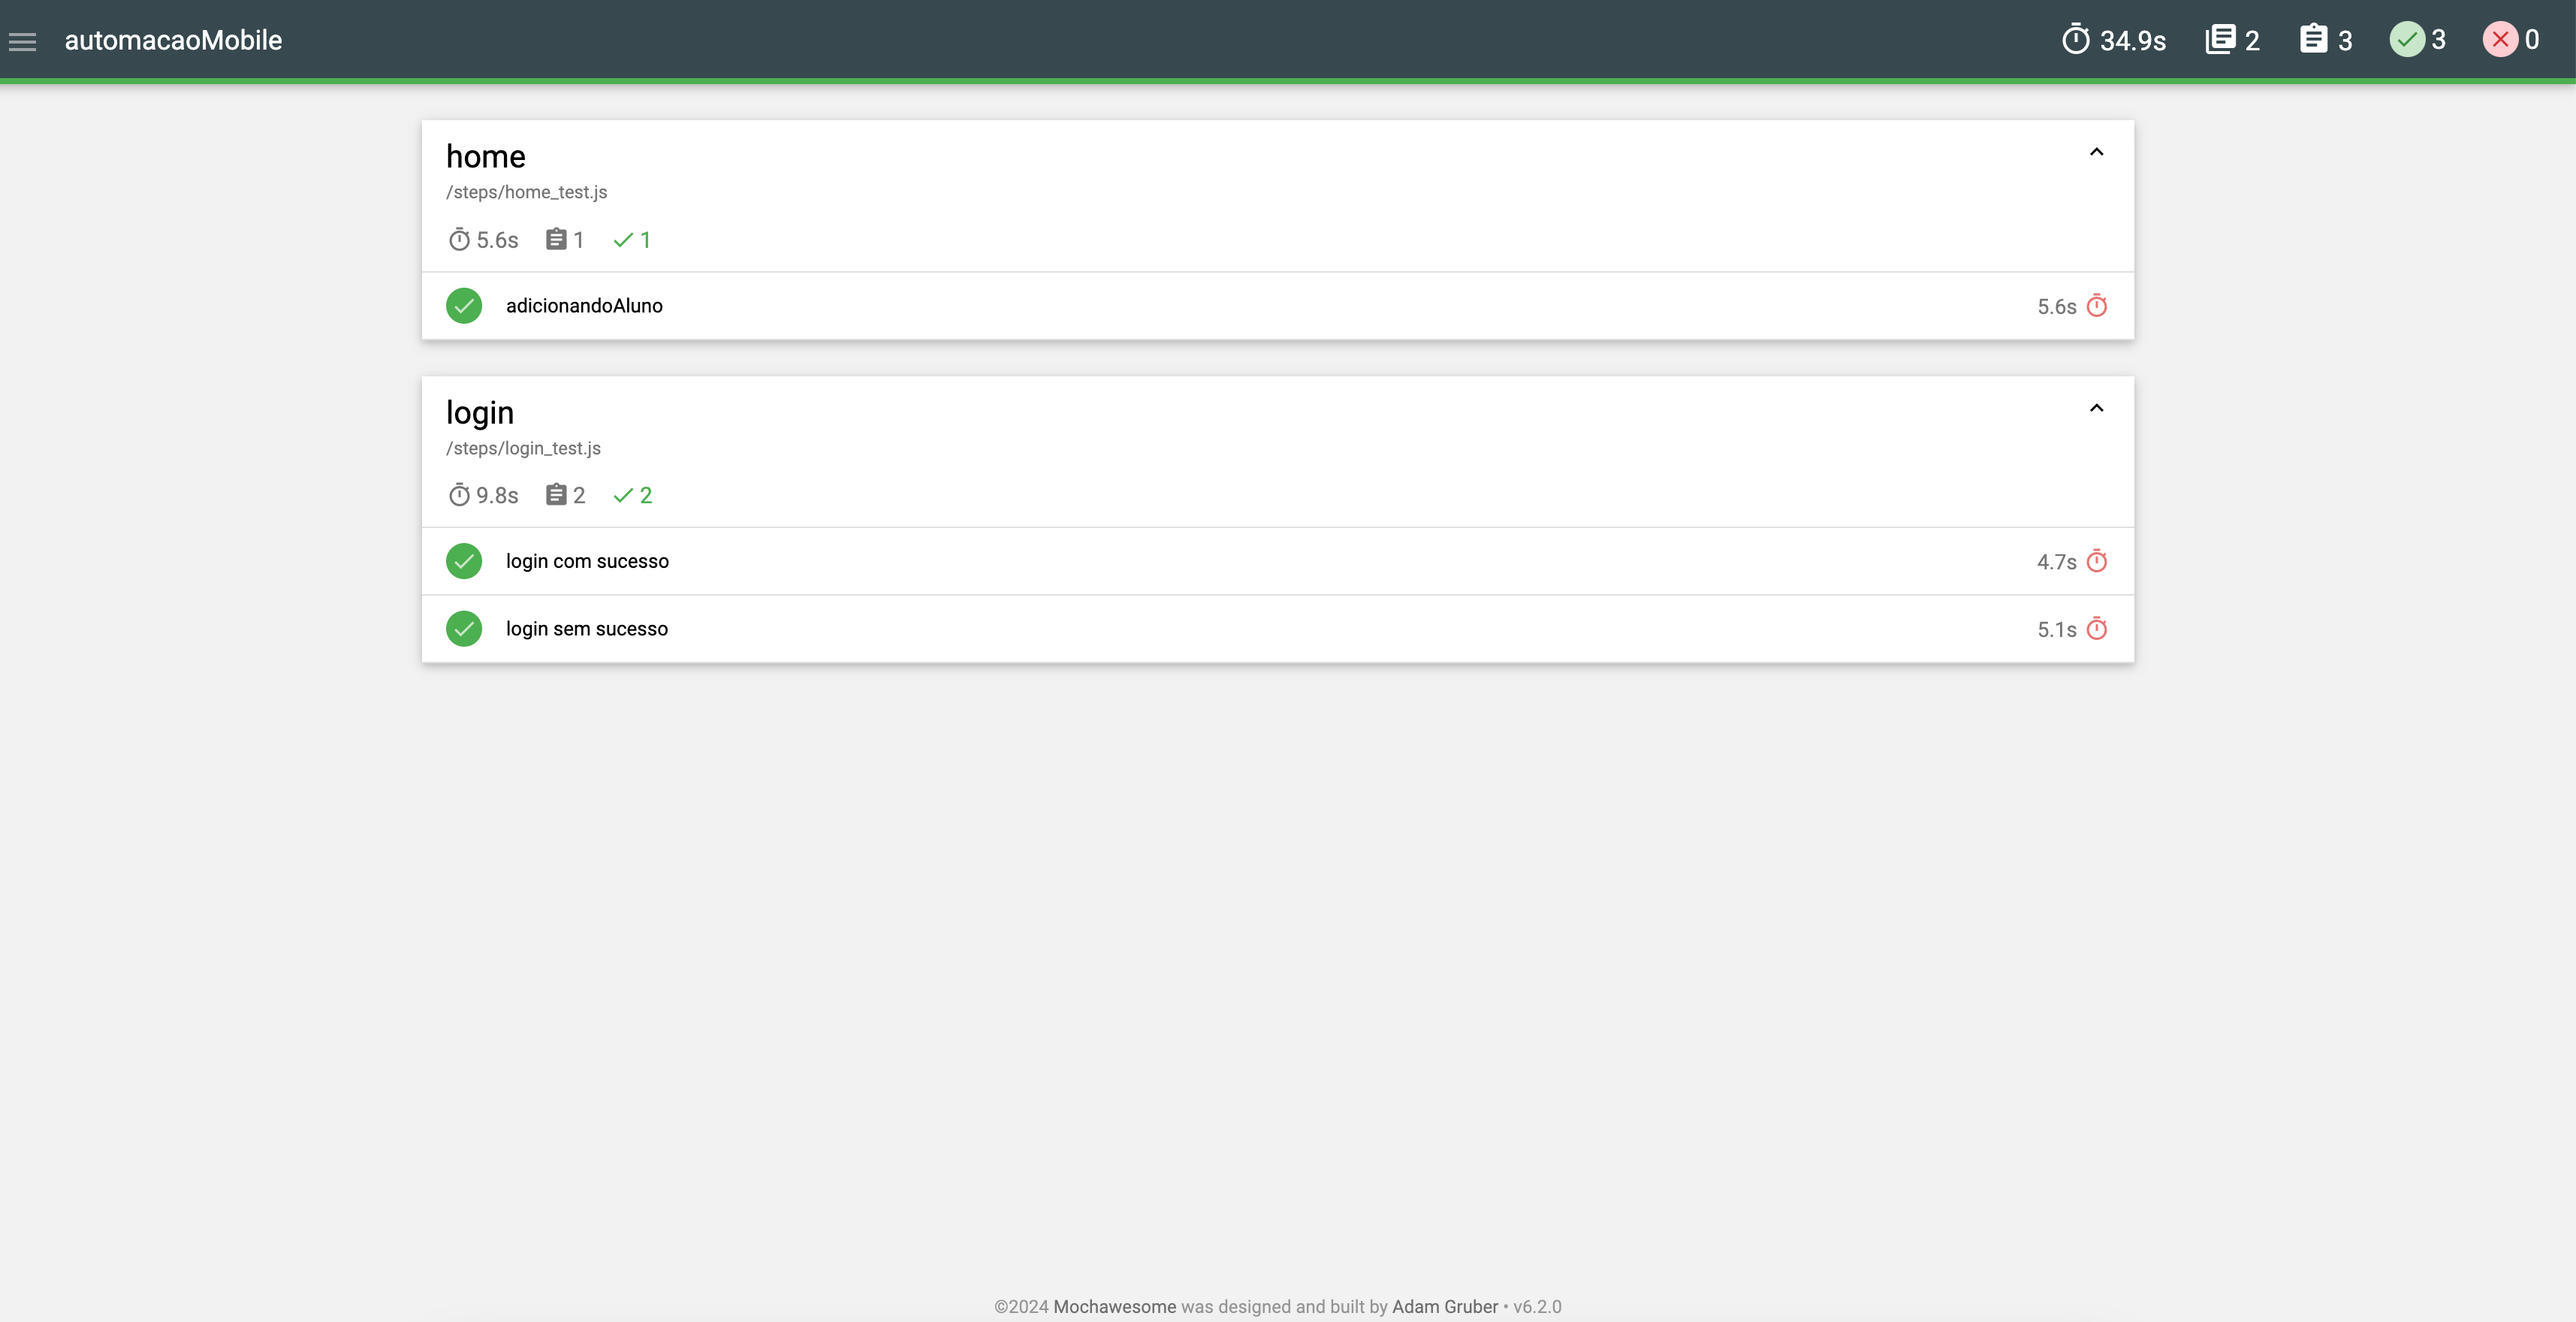 automacaoMobile
34.9s 2 3 3 0
home
/steps/home_test.js
5.6s 1 1
adicionandoAluno 5.6s
login
/steps/login_test.js
9.8s 2 2
login com sucesso 4.7s
login sem sucesso 5.1s
©2024 Mochawesome was designed and built by Adam Gruber • v6.2.0